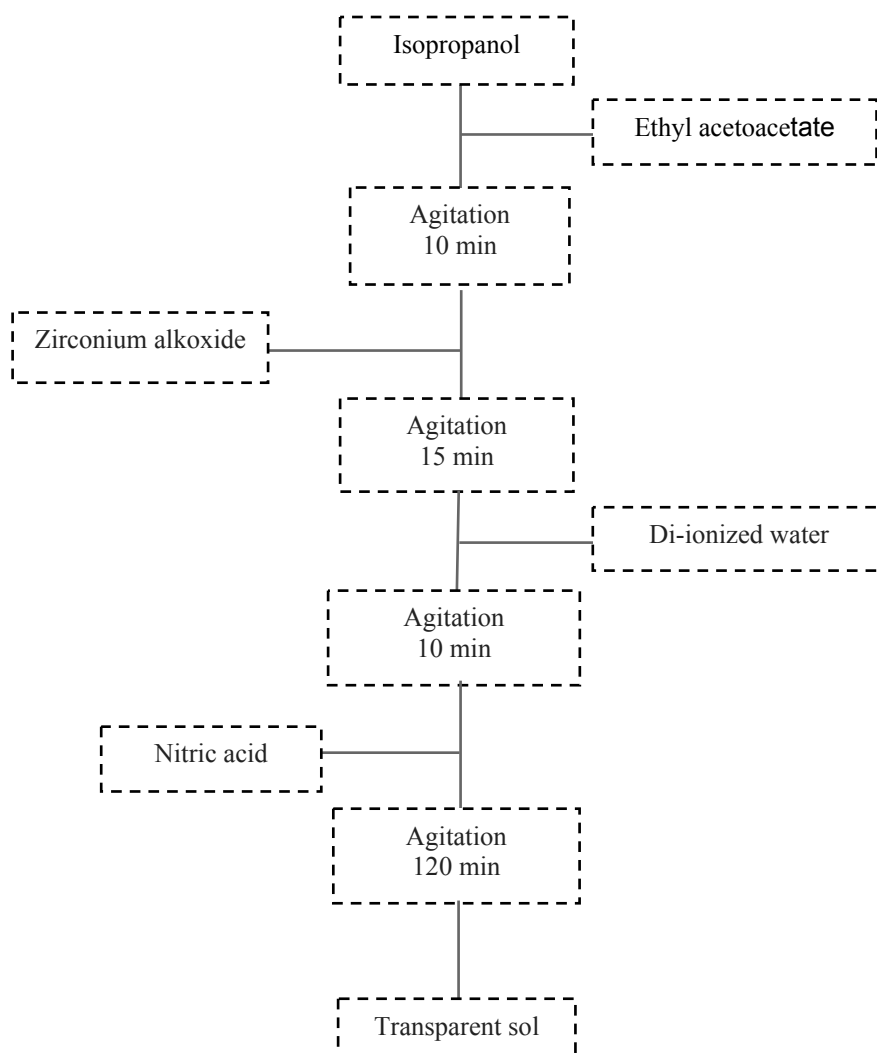 Isopropanol
Ethyl acetoacetate
Agitation
10 min
Zirconium alkoxide
Agitation
15 min
Di-ionized water
Agitation
10 min
Nitric acid
Agitation
120 min
Transparent sol